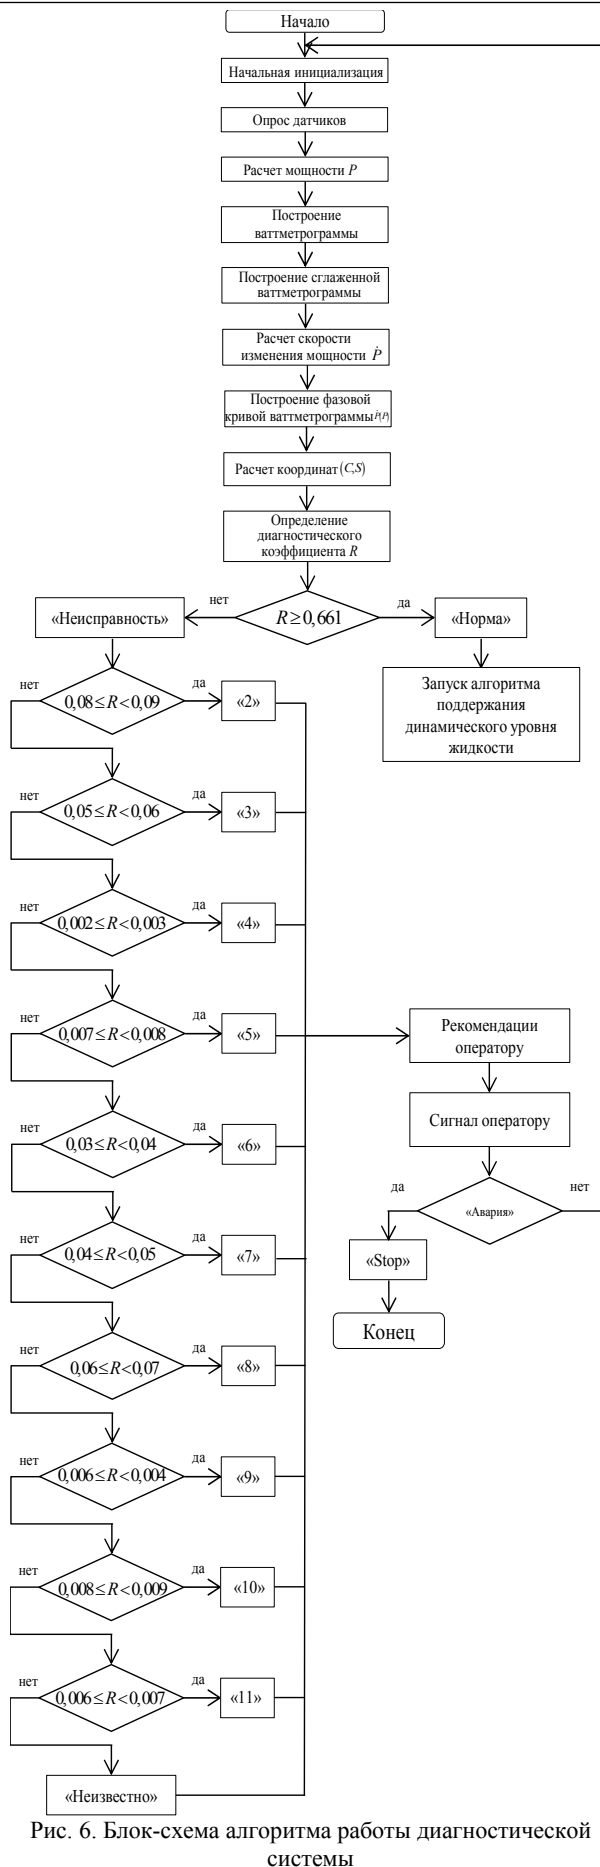 Начало
Начальная инициализация
Опрос датчиков
Расчет мощности P
Построение
ваттметрограммы
Построение сглаженной
ваттметрограммы
Расчет скорости
изменения мощности Ṗ
Построение фазовой
кривой ваттметрограммы Ṗ(P)
Расчет координат (C,S)
Определение
диагностического
коэффициента R
R≥0,661
нет
да
«Неисправность»
«Норма»
Запуск алгоритма
поддержания
динамического уровня
жидкости
нет
0,08≤R<0,09
да
«2»
нет
0,05≤R<0,06
да
«3»
нет
0,002≤R<0,003
да
«4»
нет
0,007≤R<0,008
да
«5»
Рекомендации
оператору
Сигнал оператору
нет
0,03≤R<0,04
да
«6»
да
«Авария»
нет
нет
0,04≤R<0,05
да
«7»
«Stop»
Конец
нет
0,06≤R<0,07
да
«8»
нет
0,006≤R<0,004
да
«9»
нет
0,008≤R<0,009
да
«10»
нет
0,006≤R<0,007
да
«11»
«Неизвестно»
Рис. 6. Блок-схема алгоритма работы диагностической
системы